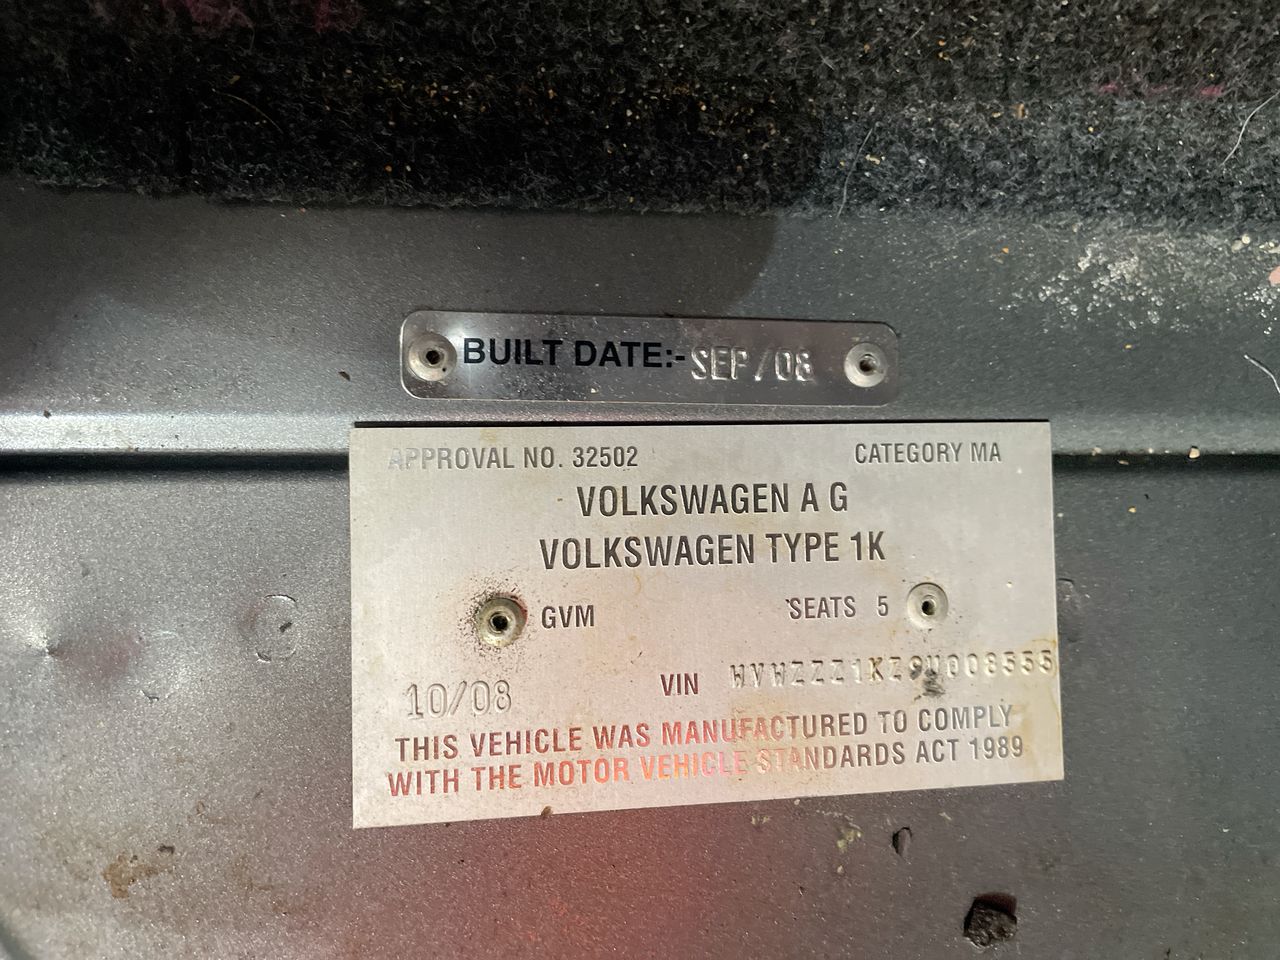 BUILT DATE:- SEP/08
APPROVAL NO. 32502 CATEGORY MA
VOLKSWAGEN A G
VOLKSWAGEN TYPE 1K
GVM SEATS 5
10/08 VIN WVWZZZ1KZ9U008555
THIS VEHICLE WAS MANUFACTURED TO COMPLY
WITH THE MOTOR VEHICLE STANDARDS ACT 1989